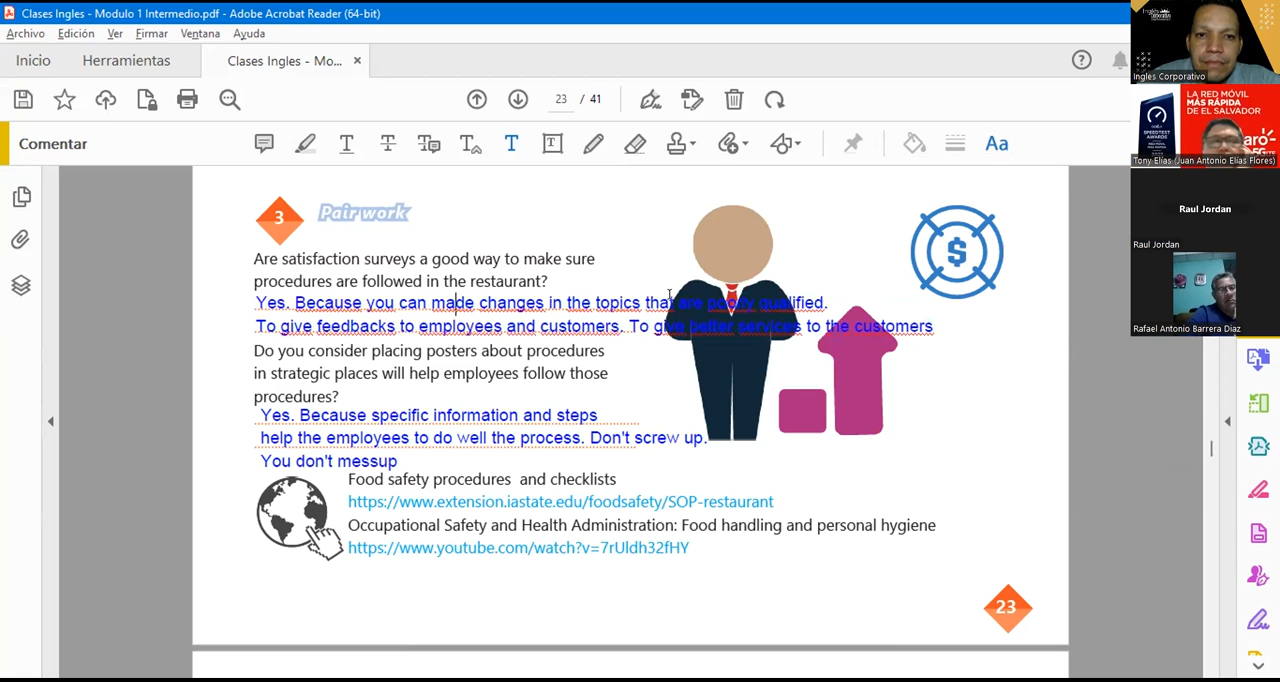 Clases Ingles - Modulo 1 Intermedio.pdf - Adobe Acrobat Reader (64-bit)
Archivo Edición Ver Firmar Ventana Ayuda
Inicio Herramientas Clases Ingles - Mo... ×
23 / 41
Comentar
3 Pair work
Are satisfaction surveys a good way to make sure
procedures are followed in the restaurant?
Yes. Because you can made changes in the topics that are poorly qualified.
To give feedbacks to employees and customers. To give better services to the customers
Do you consider placing posters about procedures
in strategic places will help employees follow those
procedures?
Yes. Because specific information and steps
help the employees to do well the process. Don't screw up.
You don't messup
Food safety procedures and checklists
https://www.extension.iastate.edu/foodsafety/SOP-restaurant
Occupational Safety and Health Administration: Food handling and personal hygiene
https://www.youtube.com/watch?v=7rUldh32fHY
23
Ingles Corporativo
LA RED MÓVIL
MÁS RÁPIDA
DE EL SALVADOR
SPEEDTEST
AWARDS
Tony Elías (Juan Antonio Elías Flores)
Raul Jordan
Raul Jordan
Rafael Antonio Barrera Diaz